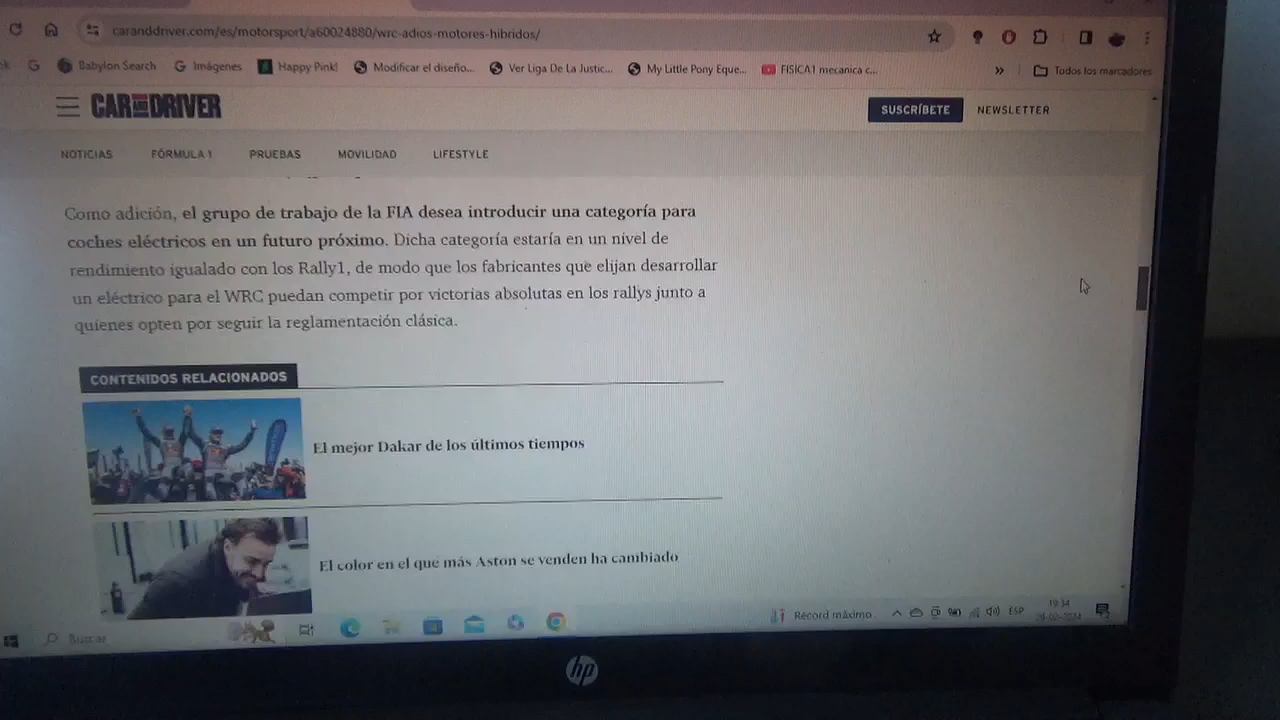 caranddriver.com/es/motorsport/a60024880/wrc-adios-motores-hibridos/
G Babylon Search Imágenes Happy Pink! Modificar el diseño... Ver Liga De La Justic... My Little Pony Eque... FISICA1 mecanica c... » Todos los marcadores
CAR AND DRIVER SUSCRÍBETE NEWSLETTER
NOTICIAS FÓRMULA 1 PRUEBAS MOVILIDAD LIFESTYLE
Como adición, el grupo de trabajo de la FIA desea introducir una categoría para
coches eléctricos en un futuro próximo. Dicha categoría estaría en un nivel de
rendimiento igualado con los Rally1, de modo que los fabricantes que elijan desarrollar
un eléctrico para el WRC puedan competir por victorias absolutas en los rallys junto a
quienes opten por seguir la reglamentación clásica.
CONTENIDOS RELACIONADOS
El mejor Dakar de los últimos tiempos
El color en el que más Aston se venden ha cambiado
Buscar Récord máximo ESP 19:34
hp